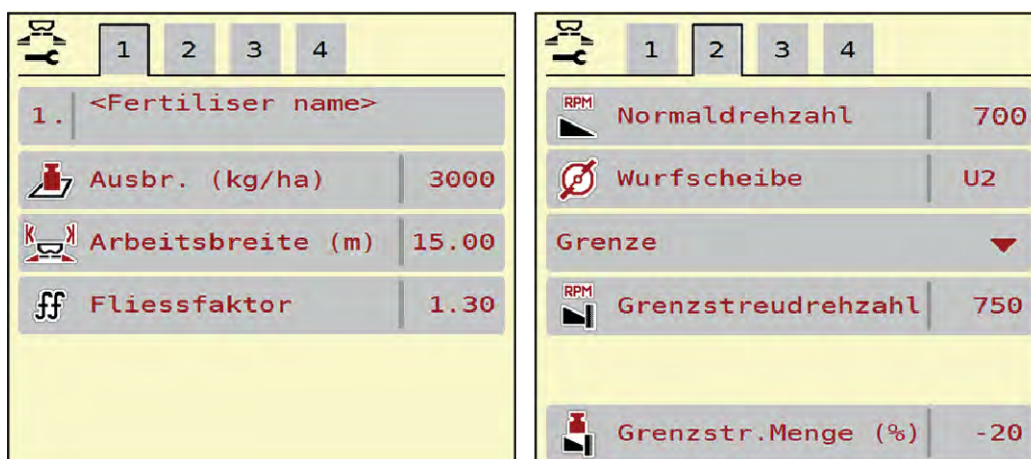 1 2 3 4
1. <Fertiliser name>
Ausbr. (kg/ha) 3000
Arbeitsbreite (m) 15.00
ff Fliessfaktor 1.30
1 2 3 4
RPM Normaldrehzahl 700
Wurfscheibe U2
Grenze
RPM Grenzstreudrehzahl 750
Grenzstr.Menge (%) -20